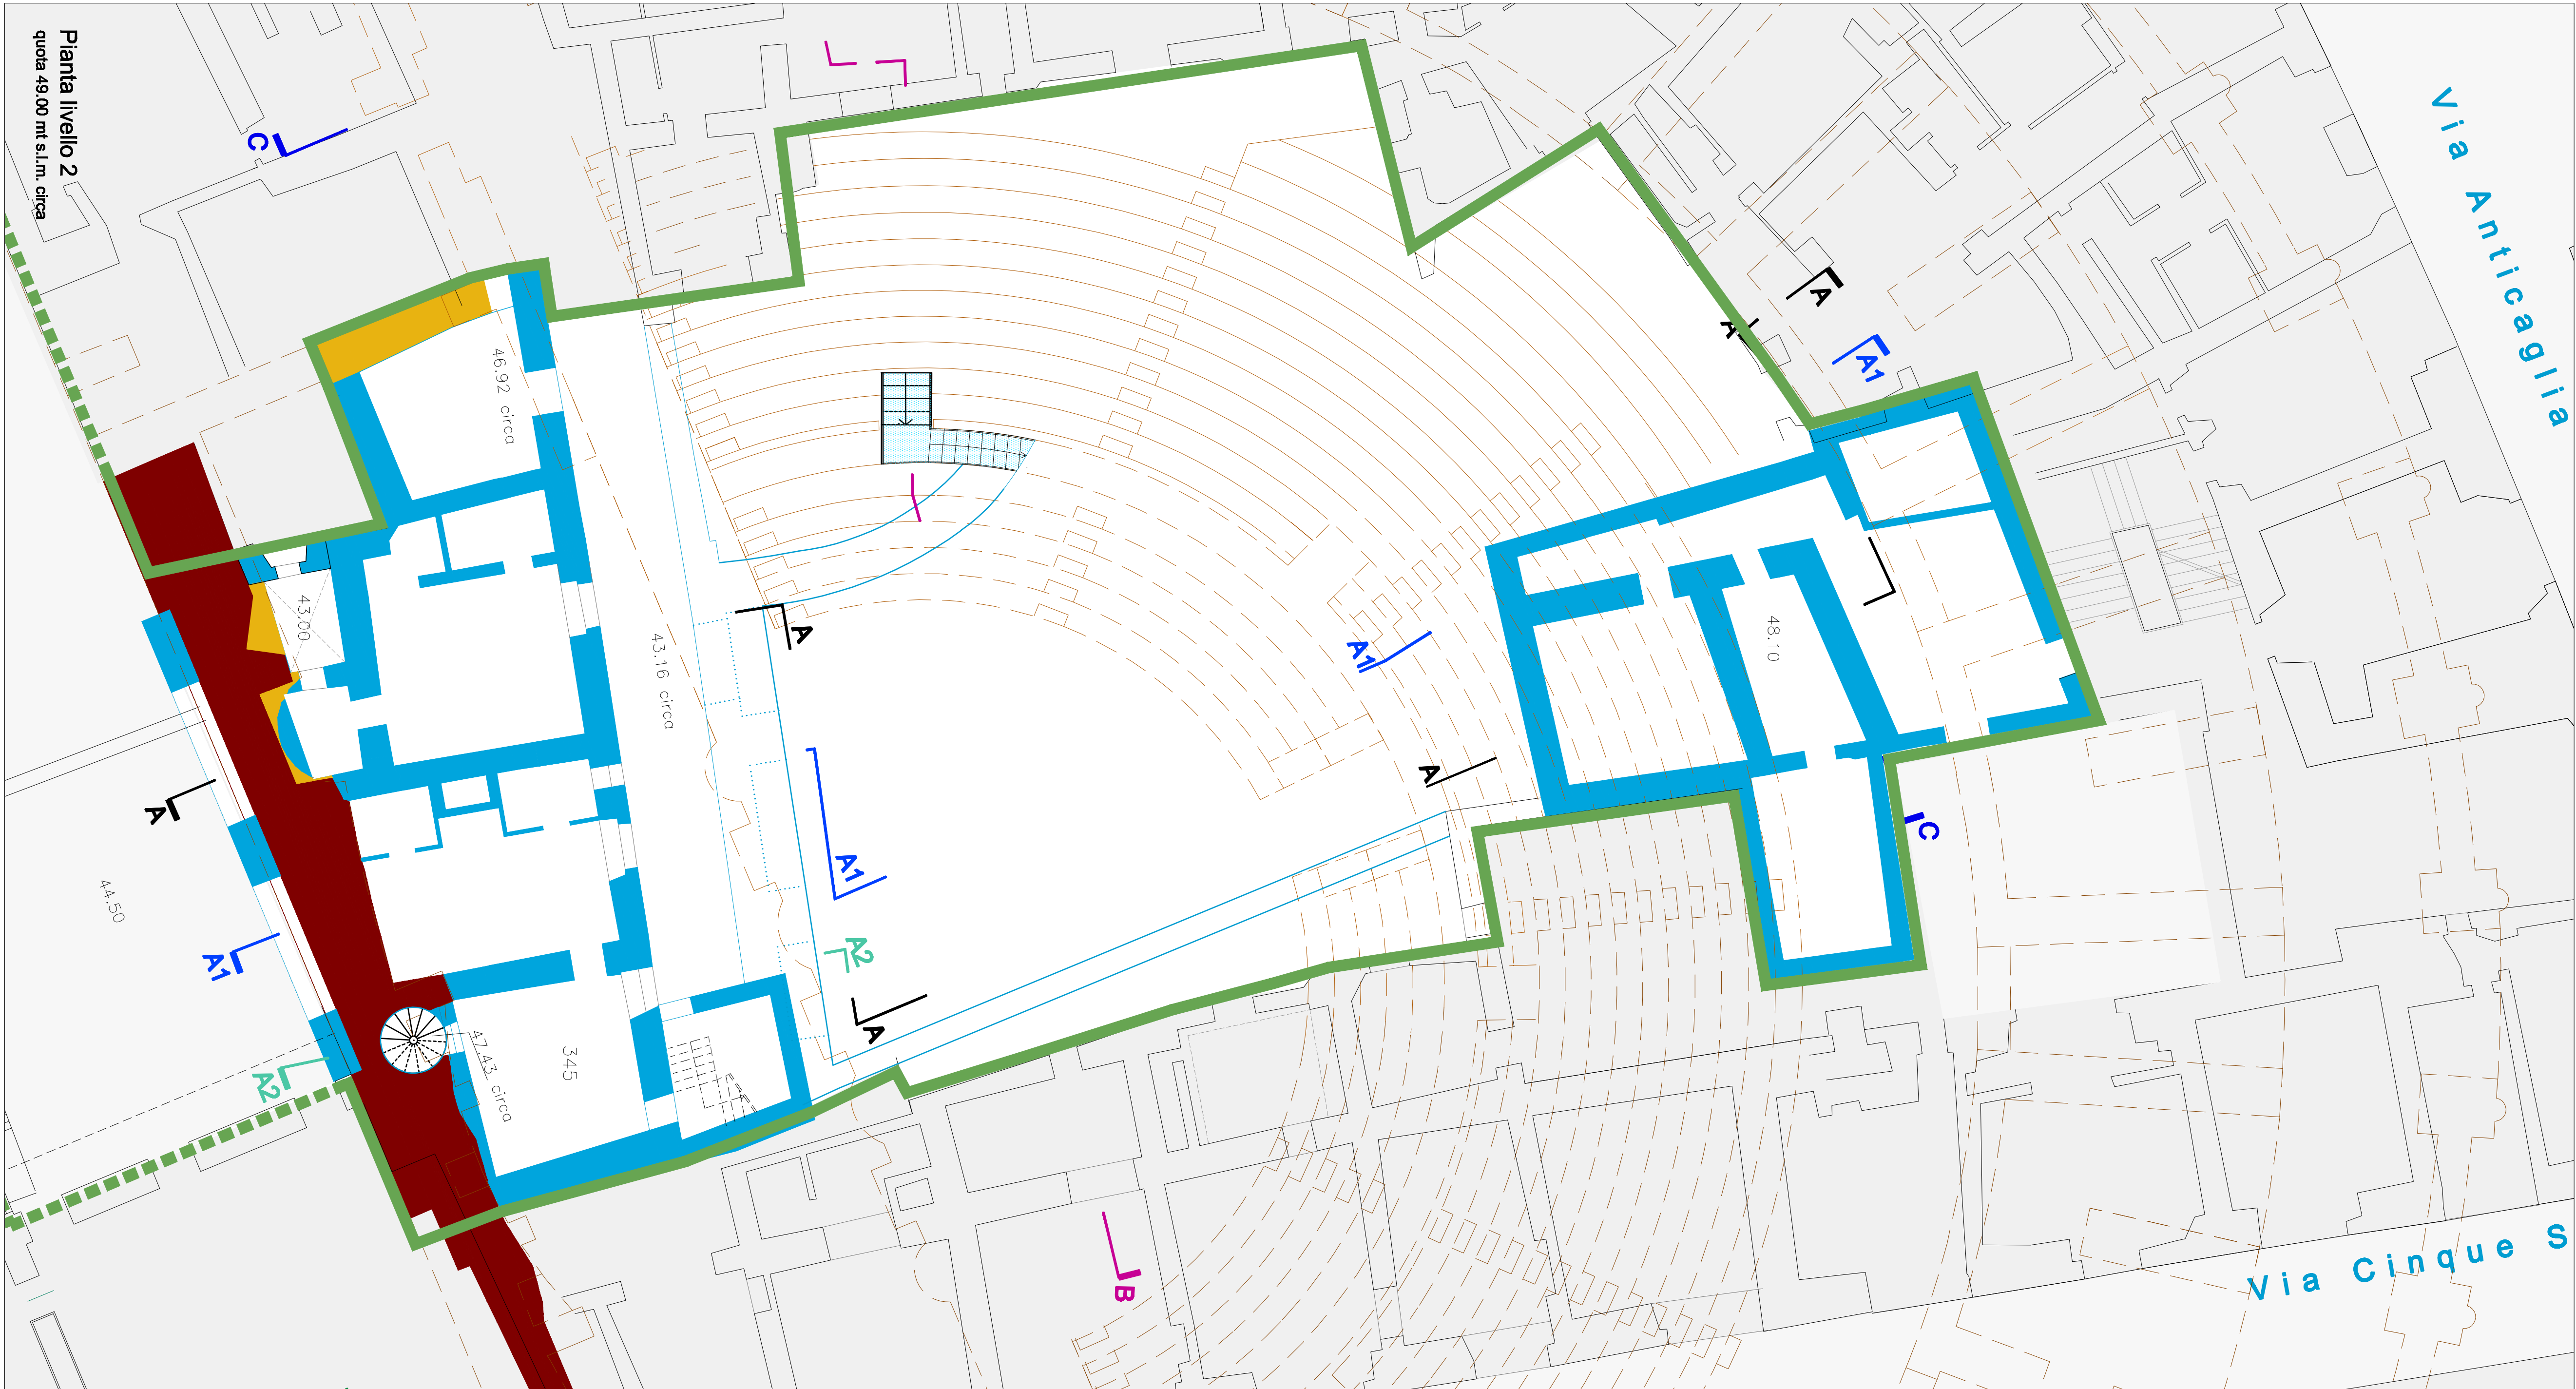 Pianta livello 2
quota 49.00 mt s.l.m. circa
Via Anticaglia
Via Cinque S
C
A
A
A1
46.92 circa
43.00
43.16 circa
A
A1
48.10
A
C
A
A1
44.50
A1
A2
A
A2
47.43 circa
345
B